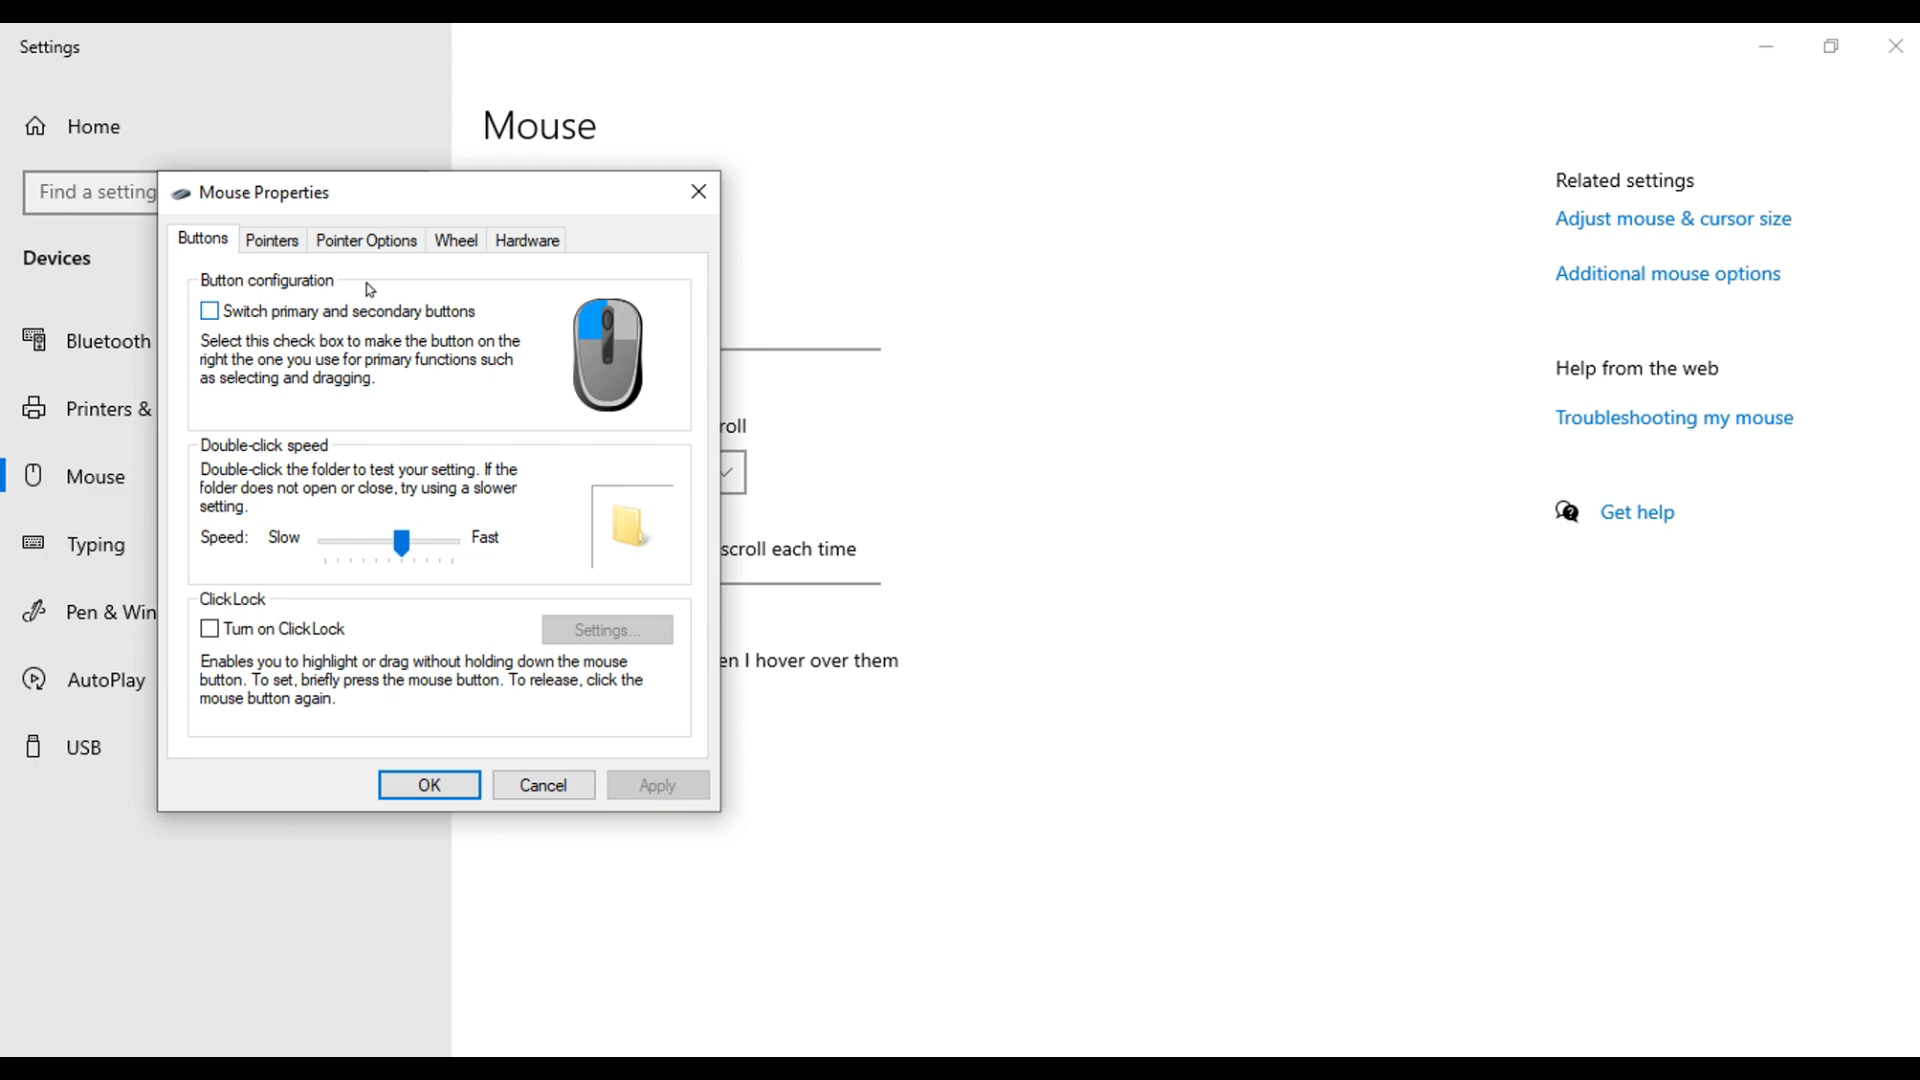 Settings
Home
Find a setting
Devices
Bluetooth
Printers &
Mouse
Typing
Pen & Win
AutoPlay
USB
Mouse
Mouse Properties
Buttons Pointers Pointer Options Wheel Hardware
Button configuration
Switch primary and secondary buttons
Select this check box to make the button on the
right the one you use for primary functions such
as selecting and dragging.
Double-click speed
Double-click the folder to test your setting. If the
folder does not open or close, try using a slower
setting.
Speed: Slow Fast
ClickLock
Turn on ClickLock
Settings...
Enables you to highlight or drag without holding down the mouse
button. To set, briefly press the mouse button. To release, click the
mouse button again.
OK Cancel Apply
roll
scroll each time
en I hover over them
Related settings
Adjust mouse & cursor size
Additional mouse options
Help from the web
Troubleshooting my mouse
Get help